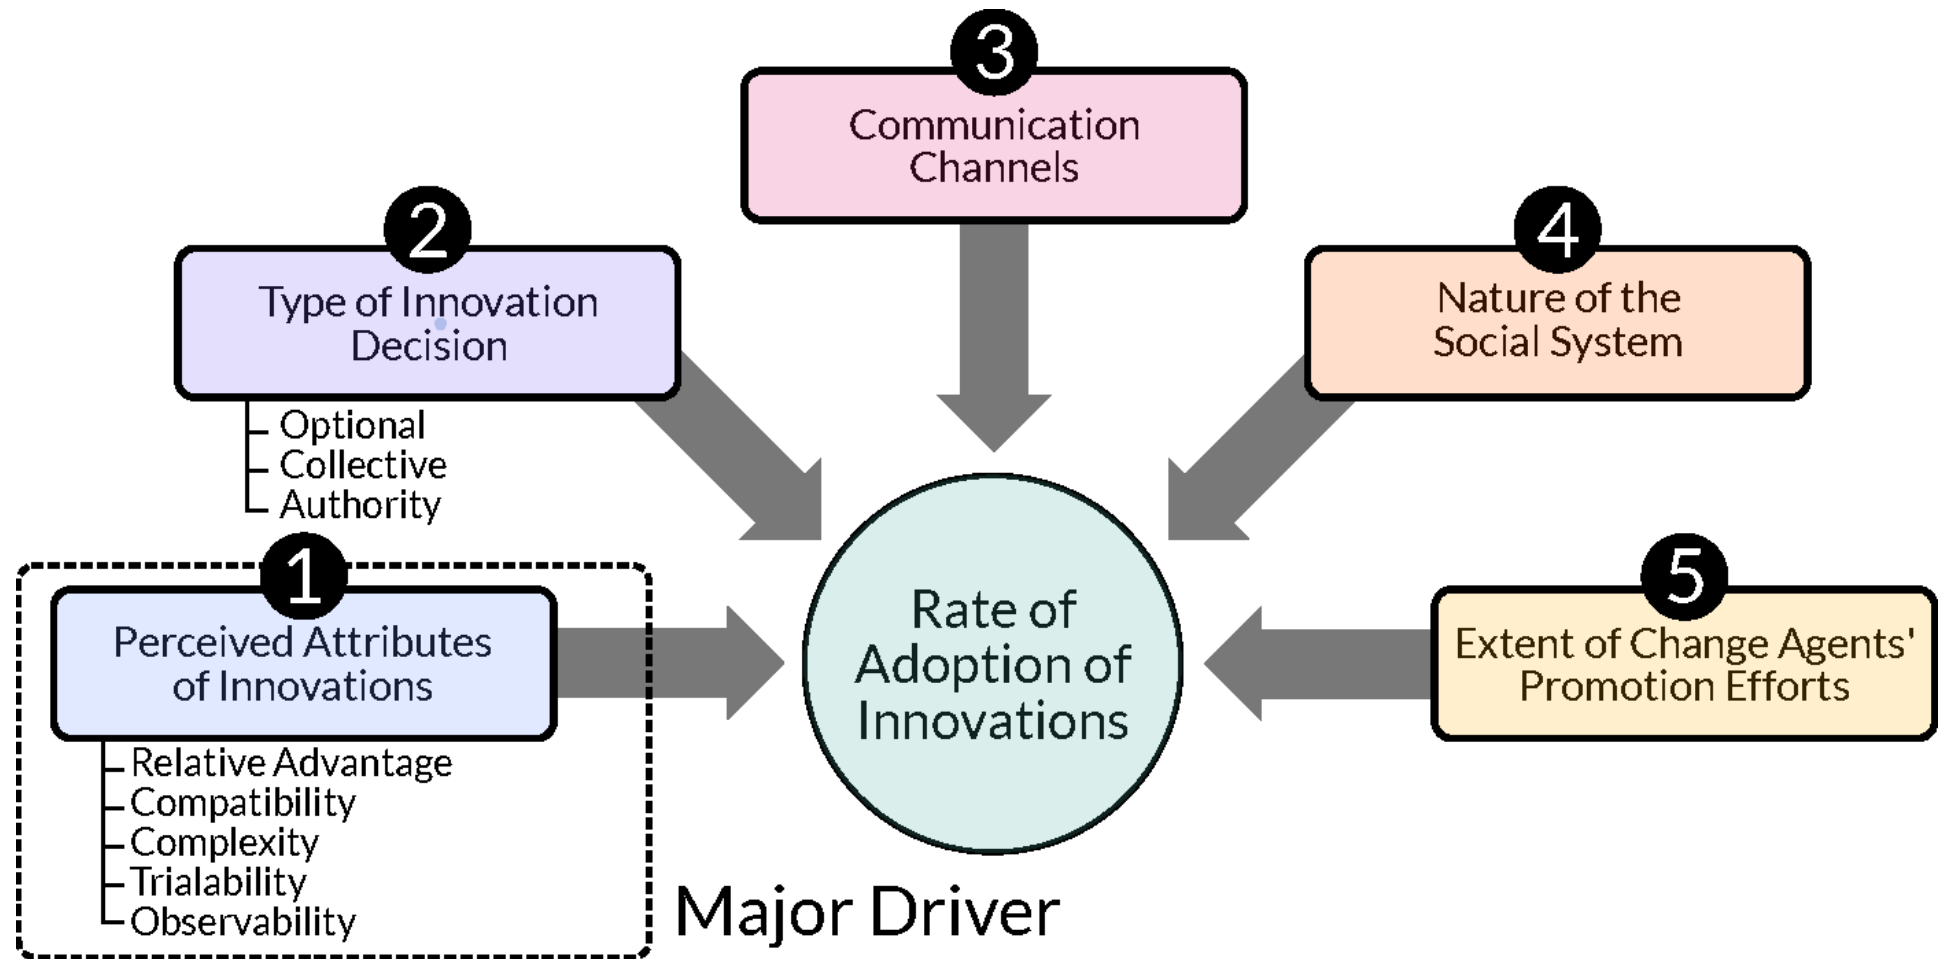 1
Perceived Attributes
of Innovations
Relative Advantage
Compatibility
Complexity
Trialability
Observability
Major Driver
2
Type of Innovation
Decision
Optional
Collective
Authority
3
Communication
Channels
4
Nature of the
Social System
5
Extent of Change Agents'
Promotion Efforts
Rate of
Adoption of
Innovations